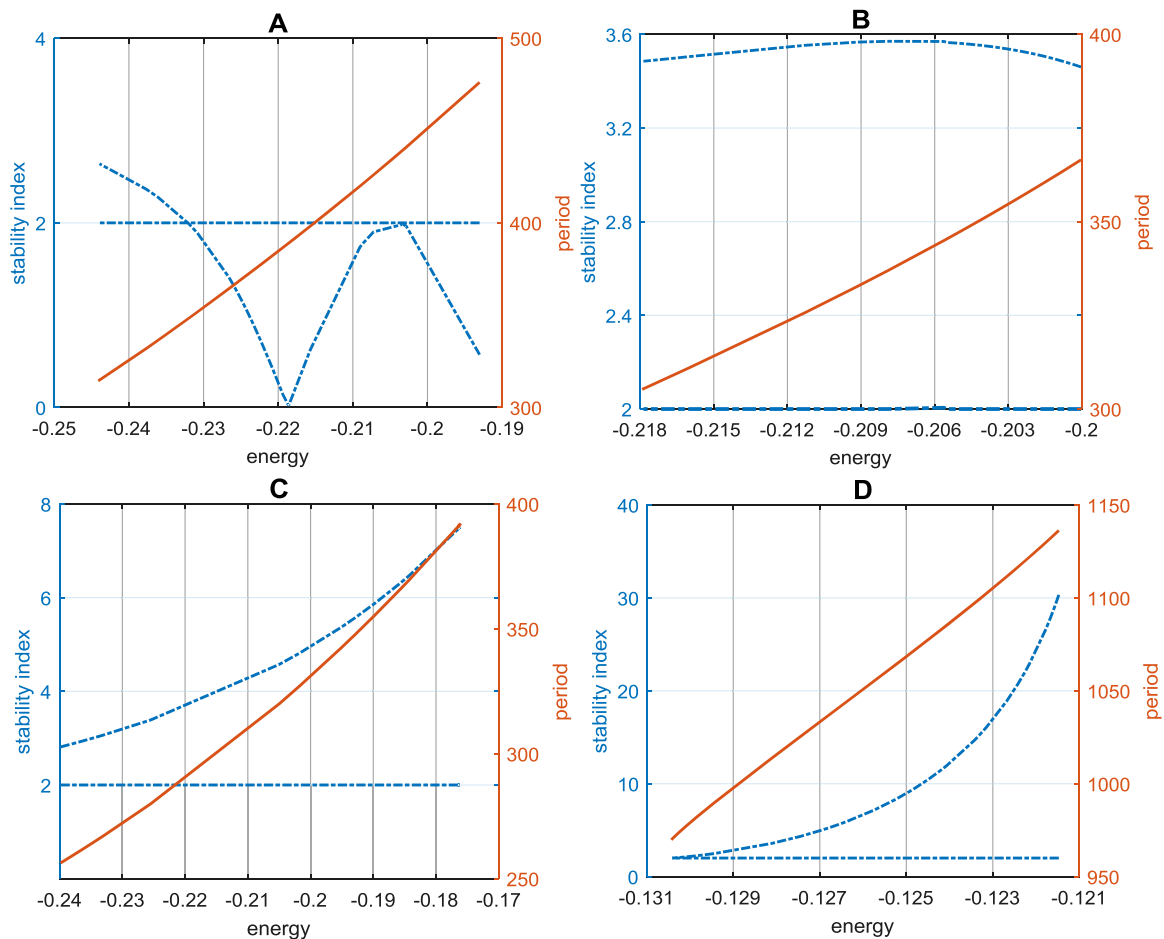 A
4
3
2
1
0
stability index
500
400
300
period
-0.25 -0.24 -0.23 -0.22 -0.21 -0.2 -0.19
energy
B
3.6
3.2
2.8
2.4
2
stability index
400
350
300
period
-0.218 -0.215 -0.212 -0.209 -0.206 -0.203 -0.2
energy
C
8
6
4
2
stability index
400
350
300
250
period
-0.24 -0.23 -0.22 -0.21 -0.2 -0.19 -0.18 -0.17
energy
D
40
30
20
10
0
stability index
1150
1100
1050
1000
950
period
-0.131 -0.129 -0.127 -0.125 -0.123 -0.121
energy